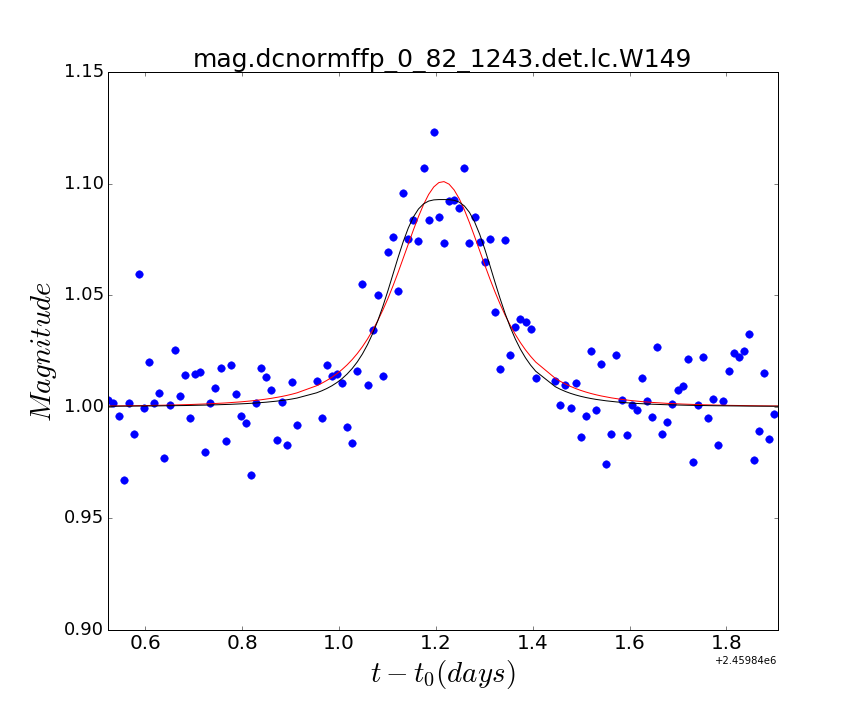 mag.dcnormffp_0_82_1243.det.lc.W149
1.15
1.10
1.05
1.00
0.95
0.90
Magnitude
0.6 0.8 1.0 1.2 1.4 1.6 1.8
+2.45984e6
t − t₀(days)